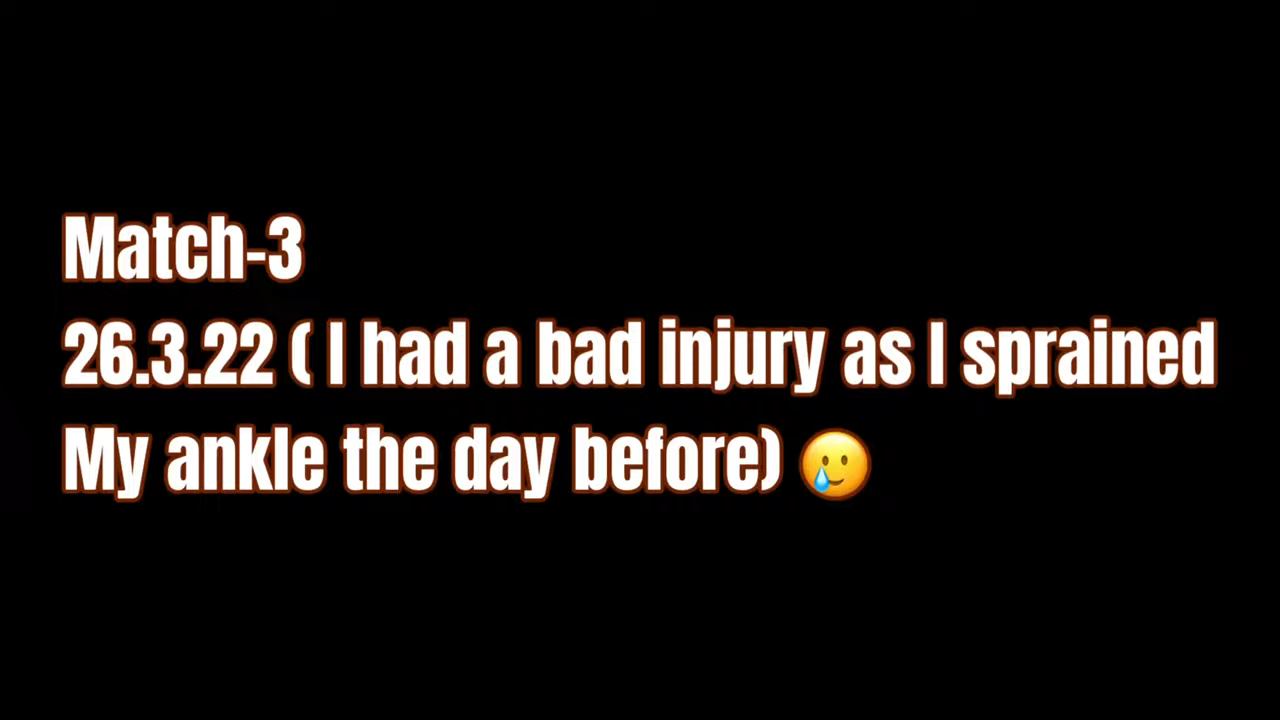 Match-3
26.3.22 ( I had a bad injury as I sprained
My ankle the day before) 🥲